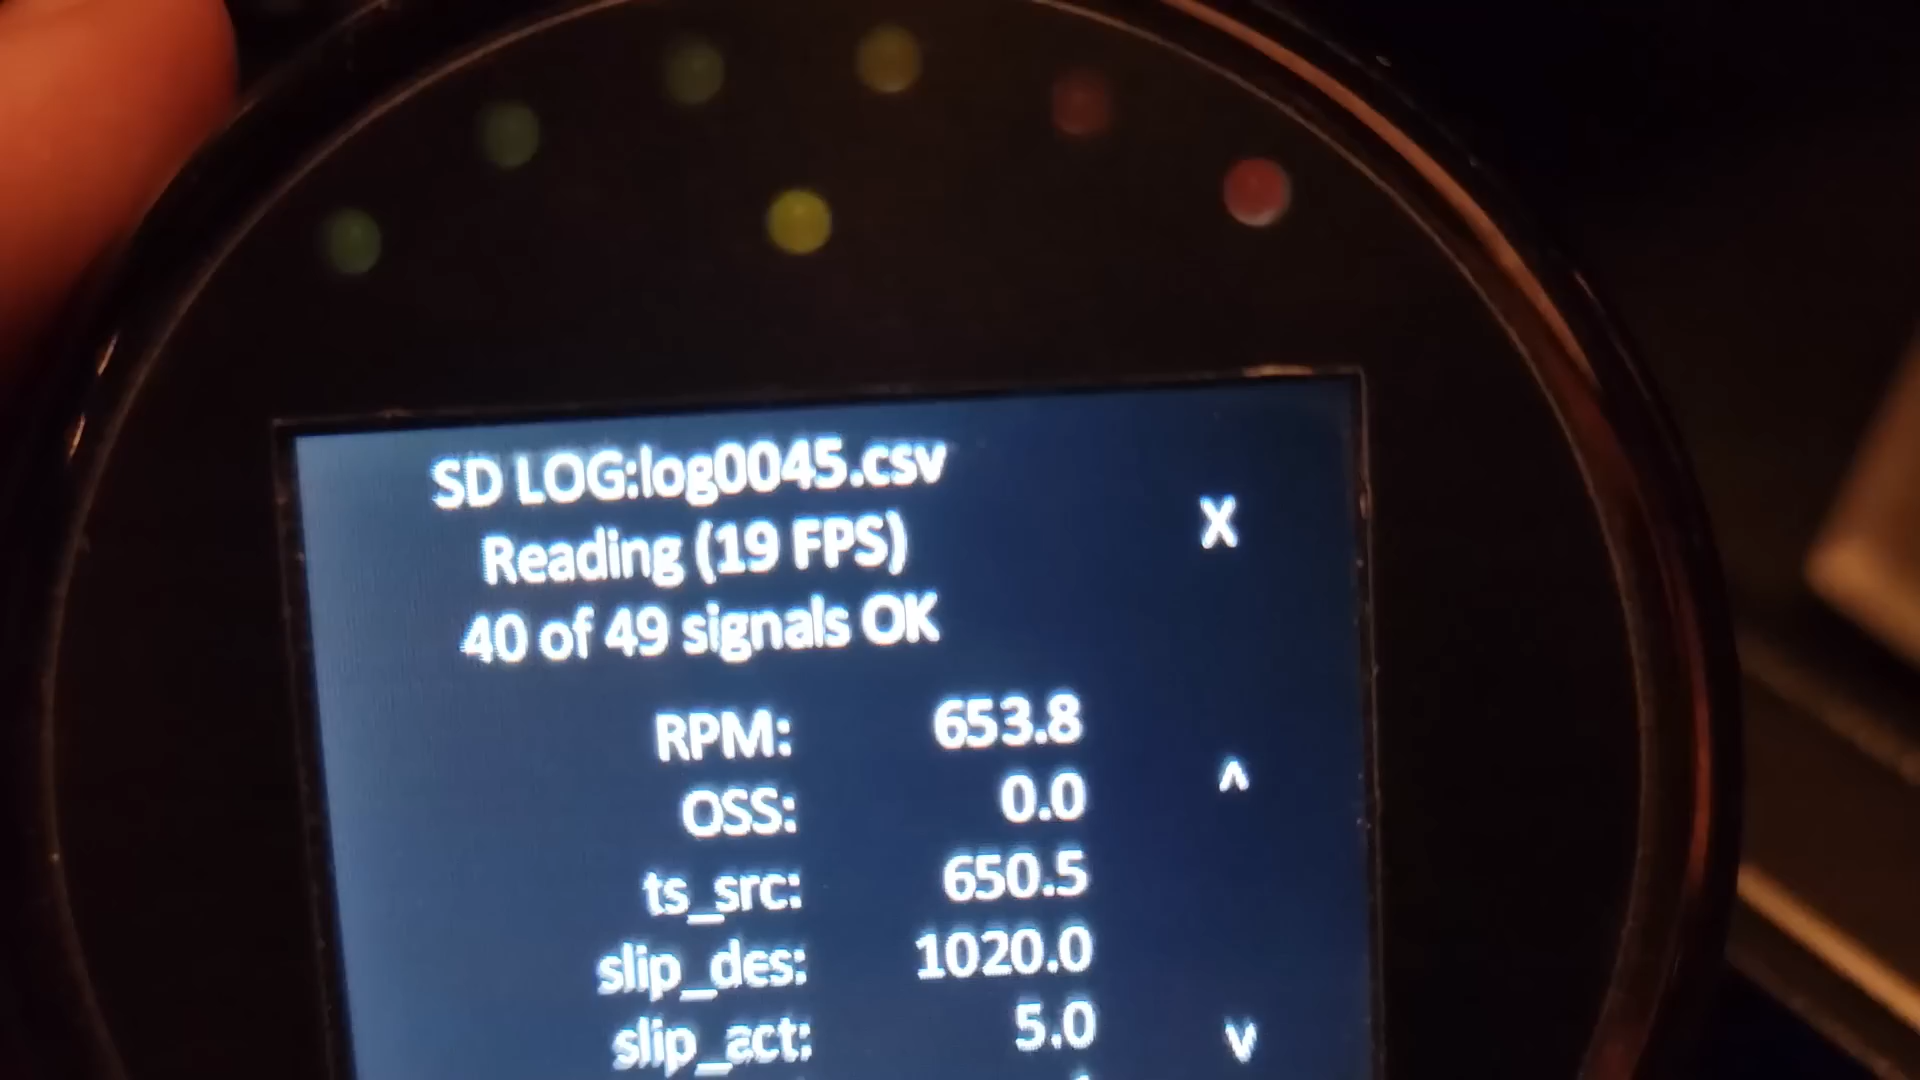 SD LOG:log0045.csv
X
Reading (19 FPS)
40 of 49 signals OK
RPM: 653.8
^
OSS: 0.0
ts_src: 650.5
slip_des: 1020.0
slip_act: 5.0
v